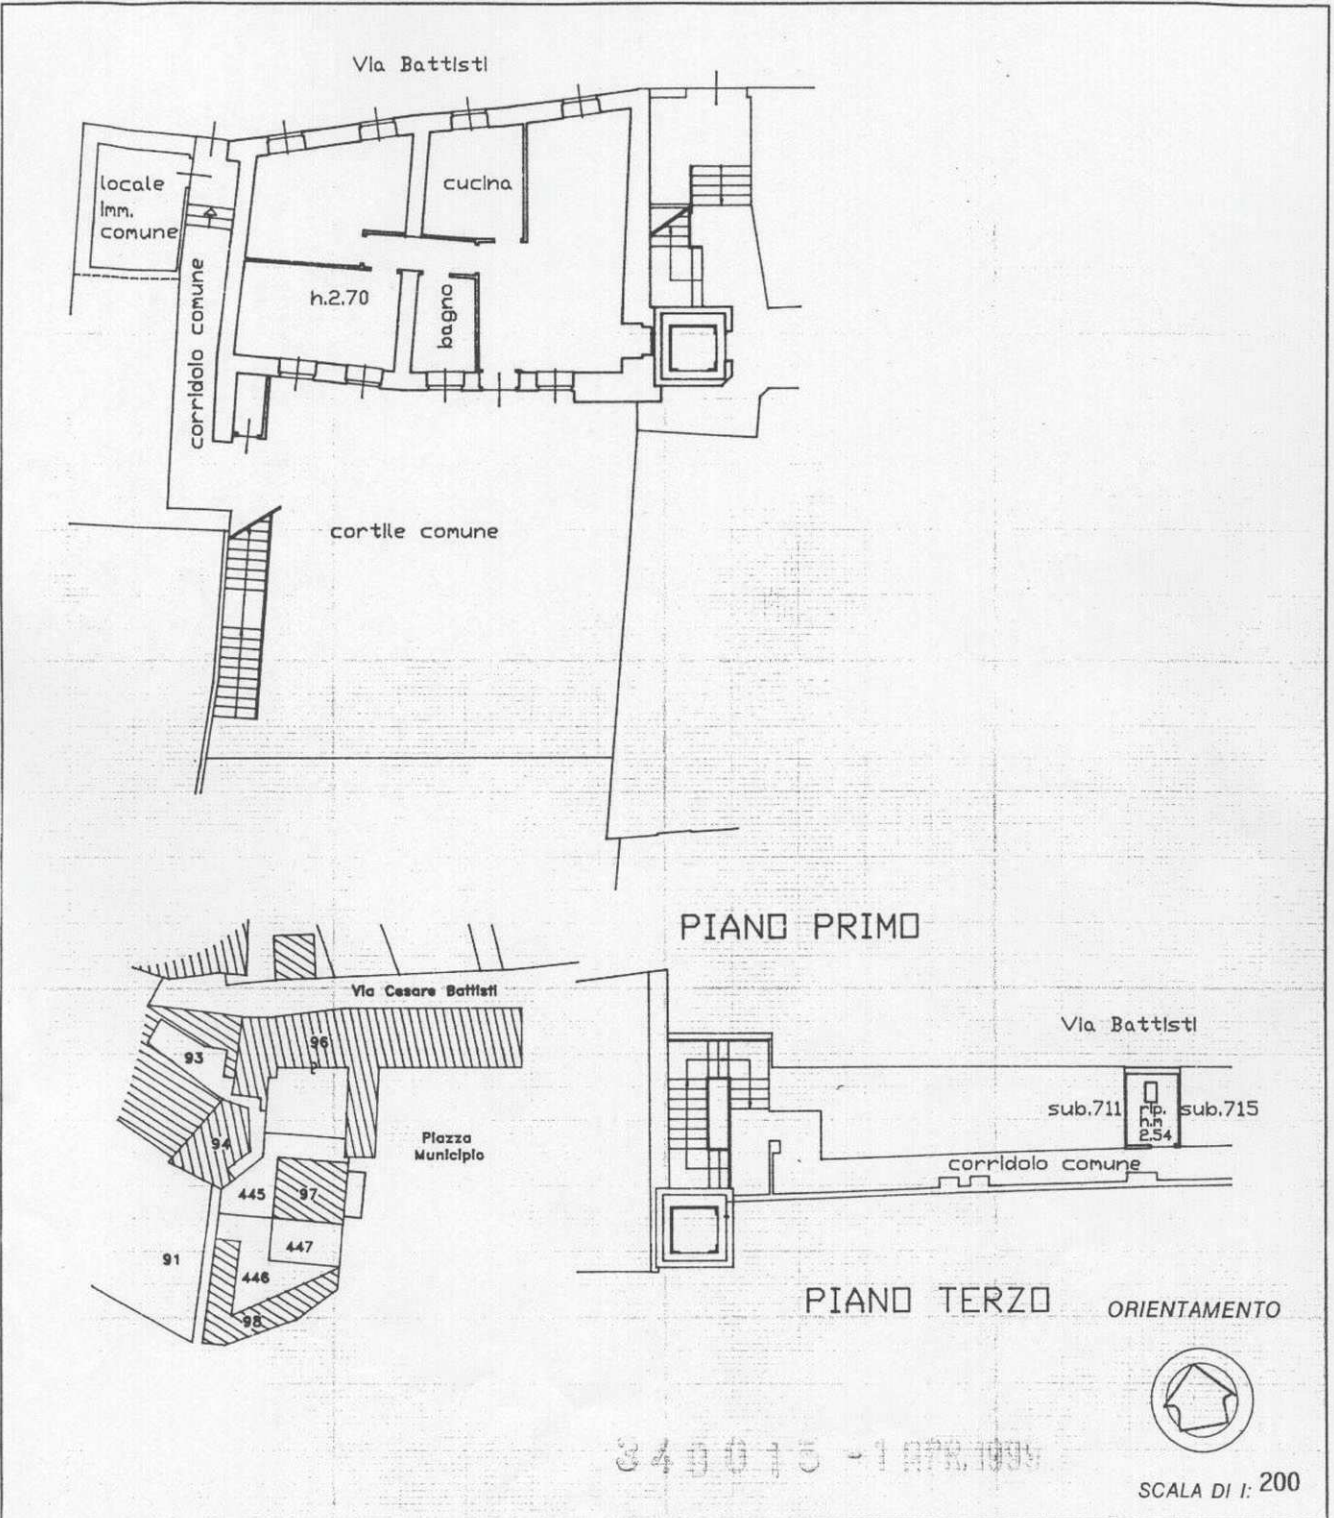 Via Battisti
locale
imm.
comune
cucina
h.2.70
bagno
corridoio comune
cortile comune
PIANO PRIMO
Via Cesare Battisti
96
93
94
Piazza
Municipio
445
97
447
91
446
98
Via Battisti
sub.711
rip.
h.m
2.54
sub.715
corridoio comune
PIANO TERZO
ORIENTAMENTO
SCALA DI 1: 200